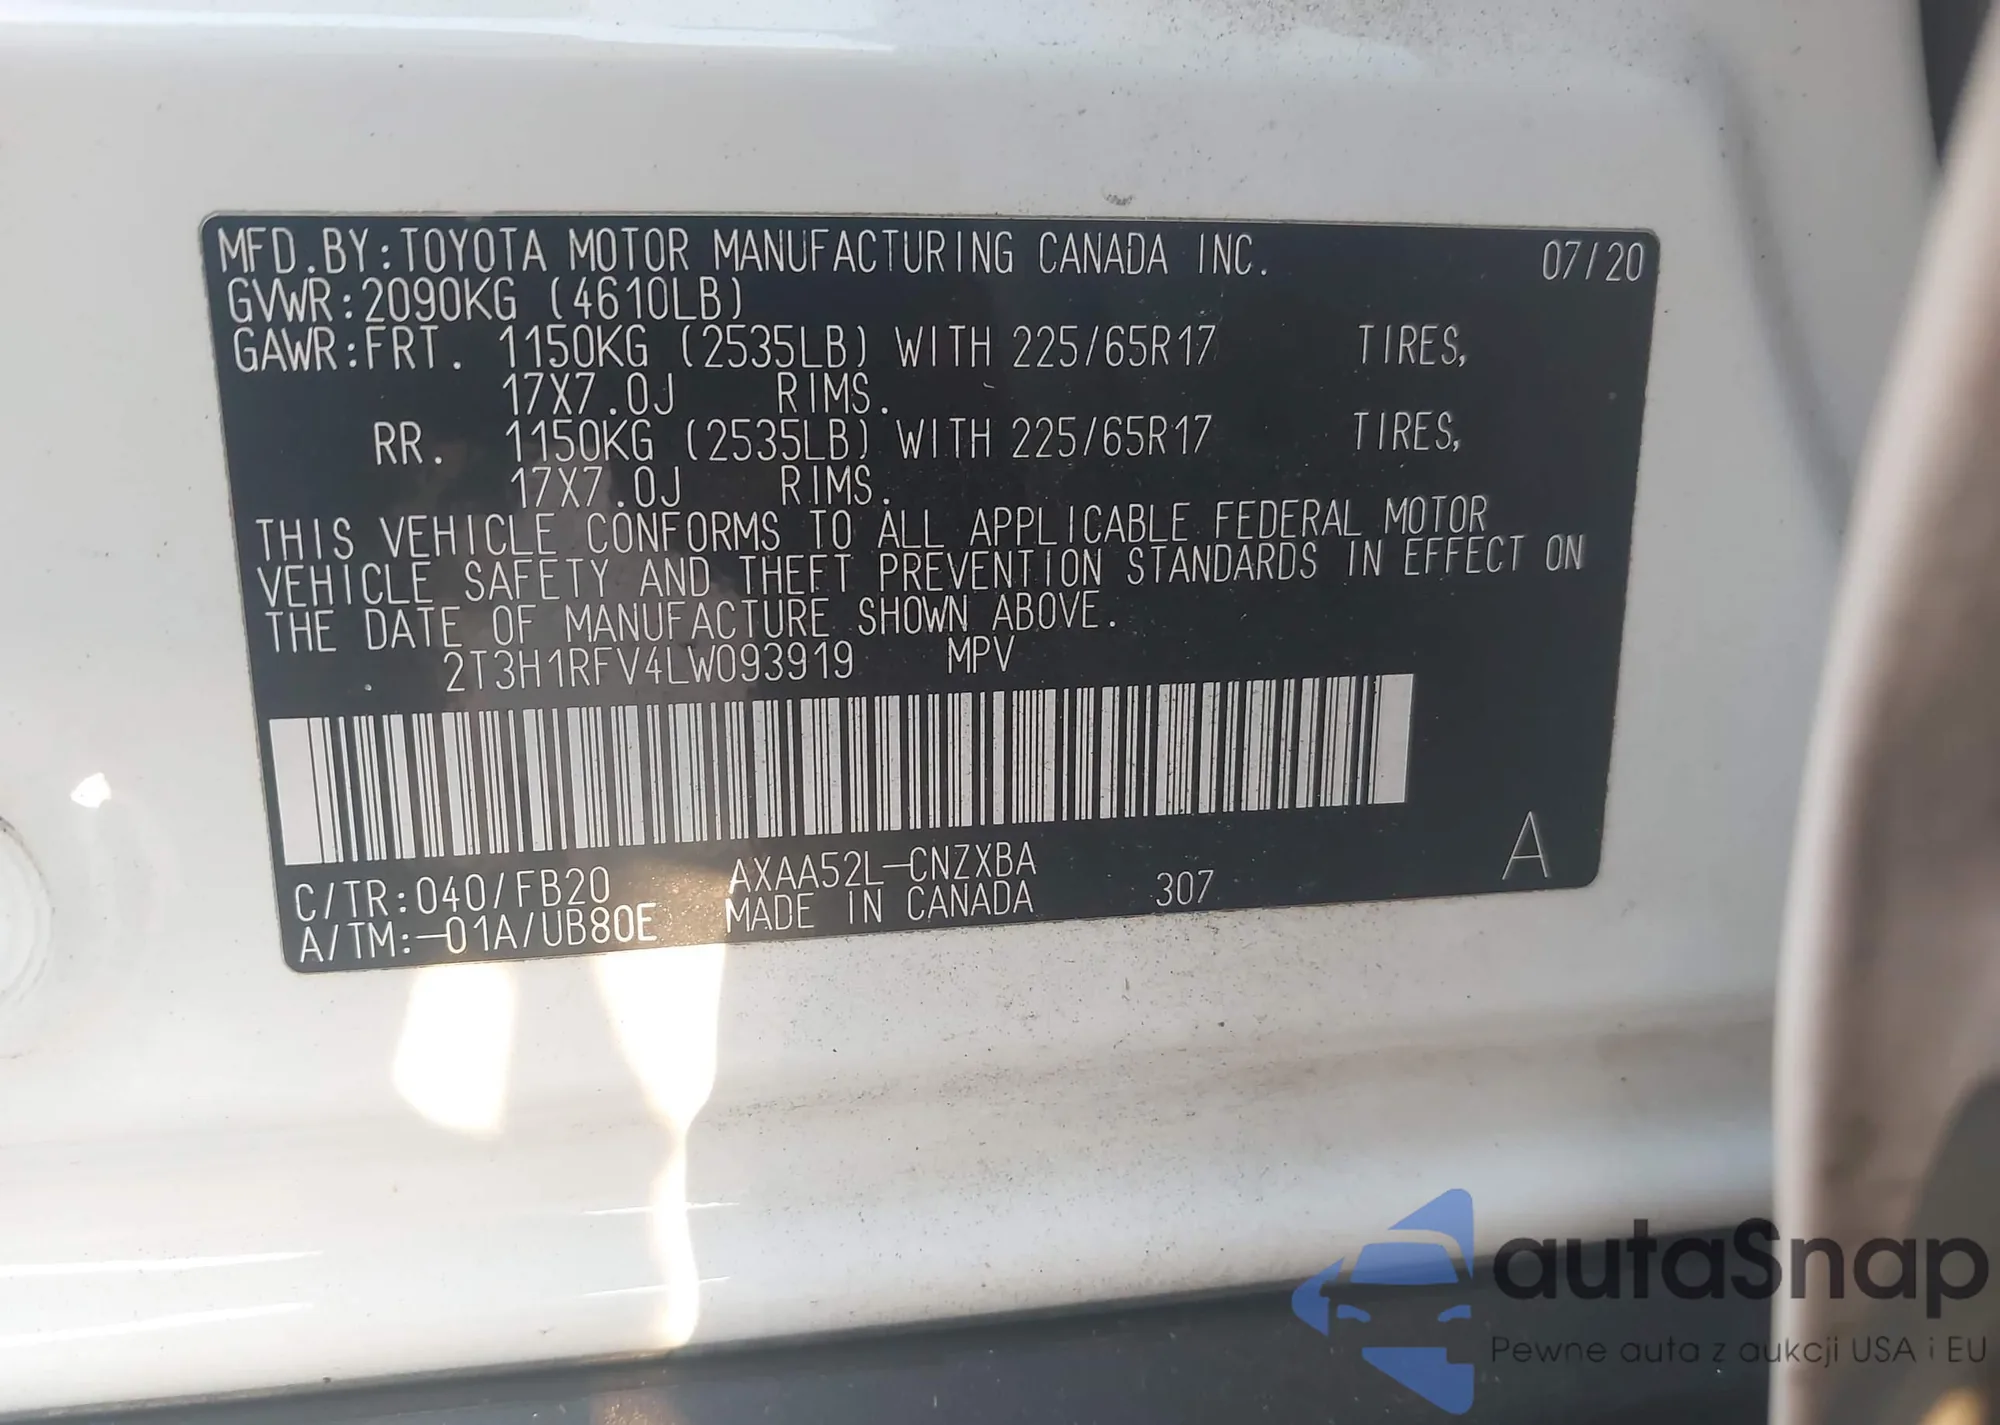 MFD.BY:TOYOTA MOTOR MANUFACTURING CANADA INC. 07/20
GVWR:2090KG (4610LB)
GAWR:FRT. 1150KG (2535LB) WITH 225/65R17 TIRES,
17X7.0J RIMS.
RR. 1150KG (2535LB) WITH 225/65R17 TIRES,
17X7.0J RIMS.
THIS VEHICLE CONFORMS TO ALL APPLICABLE FEDERAL MOTOR
VEHICLE SAFETY AND THEFT PREVENTION STANDARDS IN EFFECT ON
THE DATE OF MANUFACTURE SHOWN ABOVE.
2T3H1RFV4LW093919 MPV
C/TR:040/FB20 AXAA52L-CNZXBA
A/TM:-01A/UB80E MADE IN CANADA 307 A
autaSnap
Pewne auta z aukcji USA i EU